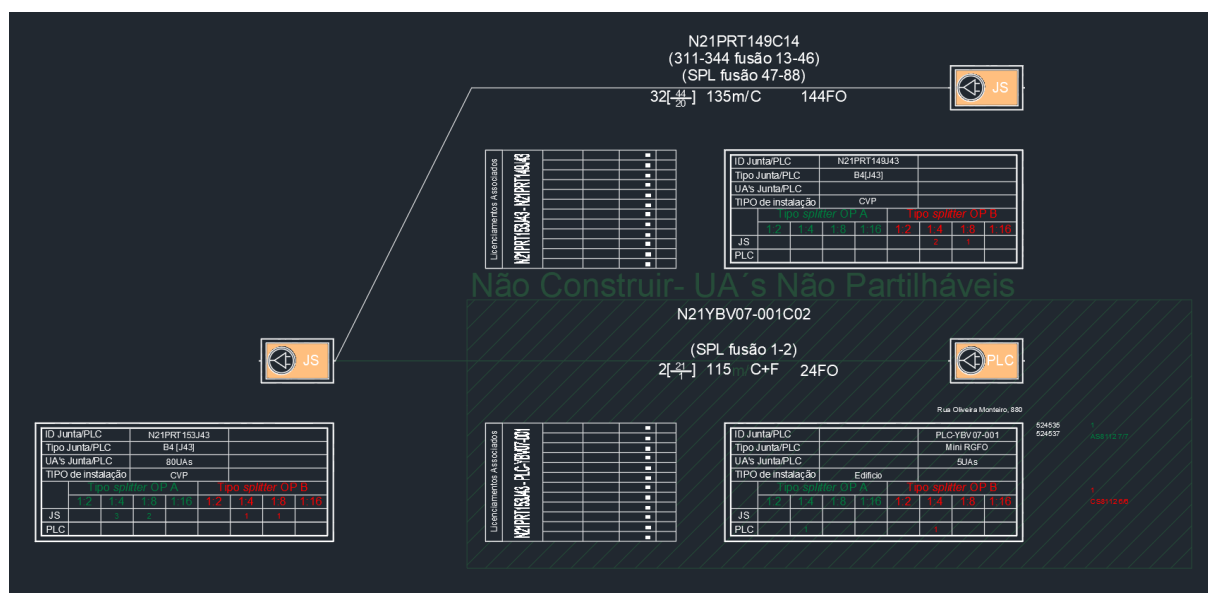 N21PRT149C14
(311-344 fusão 13-46)
(SPL fusão 47-88)
32[44/20] 135m/C 144FO
JS
Licenciamentos Associados
N21PRT153J43 - N21PRT149J43
ID Junta/PLC N21PRT149J43
Tipo Junta/PLC B4[J43]
UA's Junta/PLC
TIPO de instalação CVP
Tipo splitter OP A Tipo splitter OP B
1:2 1:4 1:8 1:16 1:2 1:4 1:8 1:16
JS 2 1
PLC
Não Construir- UA´s Não Partilháveis
N21YBV07-001C02
(SPL fusão 1-2)
2[21/1] 115m/C+F 24FO
JS
PLC
Rua Oliveira Monteiro, 880
ID Junta/PLC N21PRT153J43
Tipo Junta/PLC B4 [J43]
UA's Junta/PLC 80UAs
TIPO de instalação CVP
Tipo splitter OP A Tipo splitter OP B
1:2 1:4 1:8 1:16 1:2 1:4 1:8 1:16
JS 3 2 1 1
PLC
Licenciamentos Associados
N21PRT153J43 - PLC-YBV07-001
ID Junta/PLC PLC-YBV07-001
Tipo Junta/PLC Mini RGFO
UA's Junta/PLC 5UAs
TIPO de instalação Edificio
Tipo splitter OP A Tipo splitter OP B
1:2 1:4 1:8 1:16 1:2 1:4 1:8 1:16
JS
PLC 1 1
524536
524537
1
1